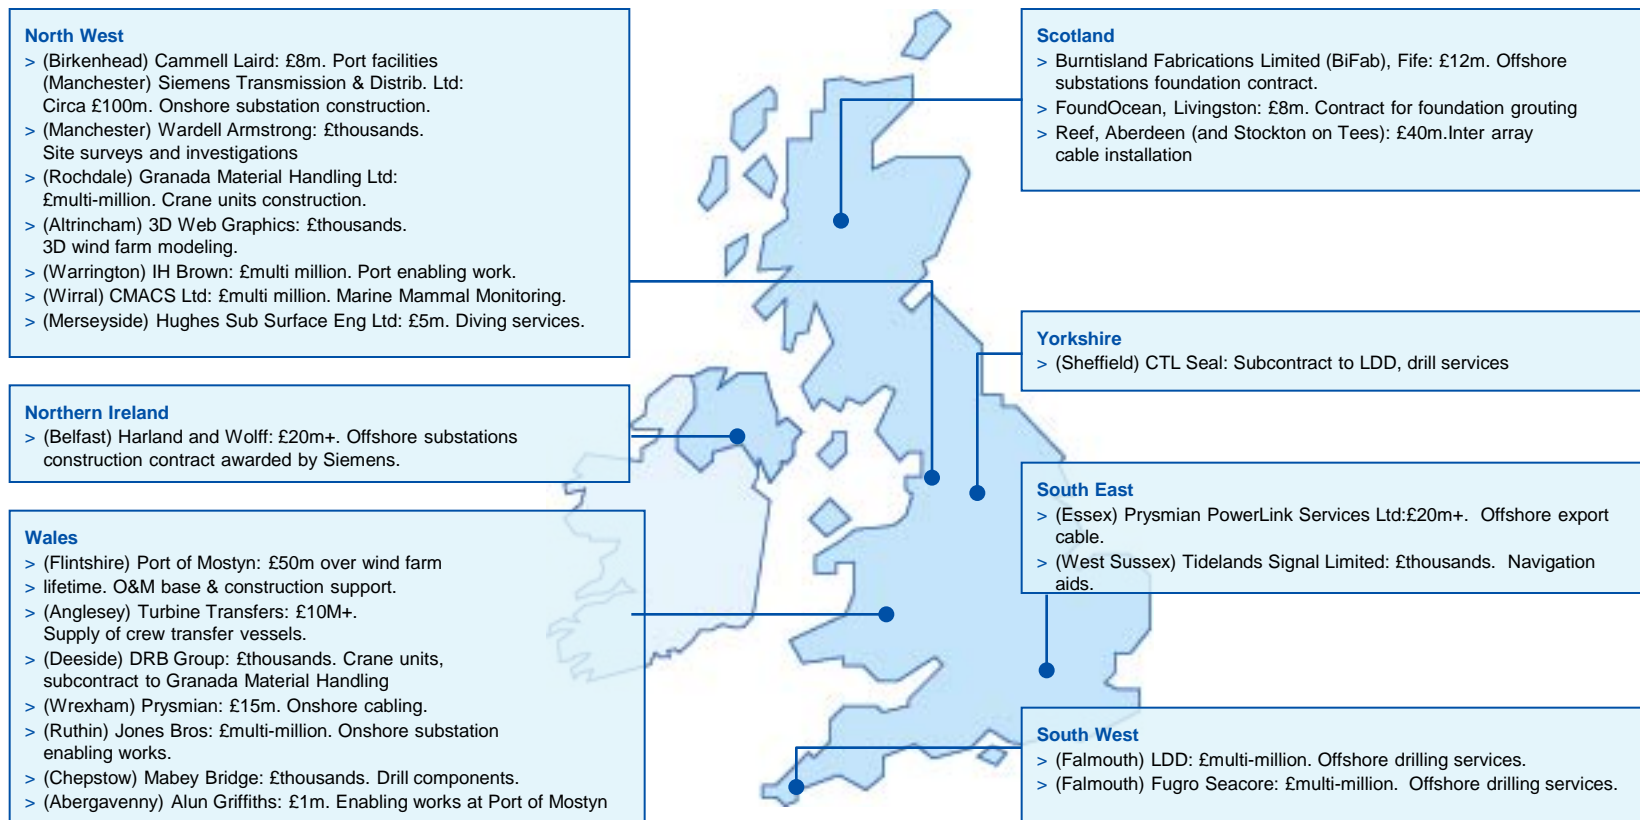 North West
> (Birkenhead) Cammell Laird: £8m. Port facilities
(Manchester) Siemens Transmission & Distrib. Ltd:
Circa £100m. Onshore substation construction.
> (Manchester) Wardell Armstrong: £thousands.
Site surveys and investigations
> (Rochdale) Granada Material Handling Ltd:
£multi-million. Crane units construction.
> (Altrincham) 3D Web Graphics: £thousands.
3D wind farm modeling.
> (Warrington) IH Brown: £multi million. Port enabling work.
> (Wirral) CMACS Ltd: £multi million. Marine Mammal Monitoring.
> (Merseyside) Hughes Sub Surface Eng Ltd: £5m. Diving services.
Northern Ireland
> (Belfast) Harland and Wolff: £20m+. Offshore substations
construction contract awarded by Siemens.
Wales
> (Flintshire) Port of Mostyn: £50m over wind farm
> lifetime. O&M base & construction support.
> (Anglesey) Turbine Transfers: £10M+.
Supply of crew transfer vessels.
> (Deeside) DRB Group: £thousands. Crane units,
subcontract to Granada Material Handling
> (Wrexham) Prysmian: £15m. Onshore cabling.
> (Ruthin) Jones Bros: £multi-million. Onshore substation
enabling works.
> (Chepstow) Mabey Bridge: £thousands. Drill components.
> (Abergavenny) Alun Griffiths: £1m. Enabling works at Port of Mostyn
Scotland
> Burntisland Fabrications Limited (BiFab), Fife: £12m. Offshore
substations foundation contract.
> FoundOcean, Livingston: £8m. Contract for foundation grouting
> Reef, Aberdeen (and Stockton on Tees): £40m.Inter array
cable installation
Yorkshire
> (Sheffield) CTL Seal: Subcontract to LDD, drill services
South East
> (Essex) Prysmian PowerLink Services Ltd:£20m+. Offshore export
cable.
> (West Sussex) Tidelands Signal Limited: £thousands. Navigation
aids.
South West
> (Falmouth) LDD: £multi-million. Offshore drilling services.
> (Falmouth) Fugro Seacore: £multi-million. Offshore drilling services.